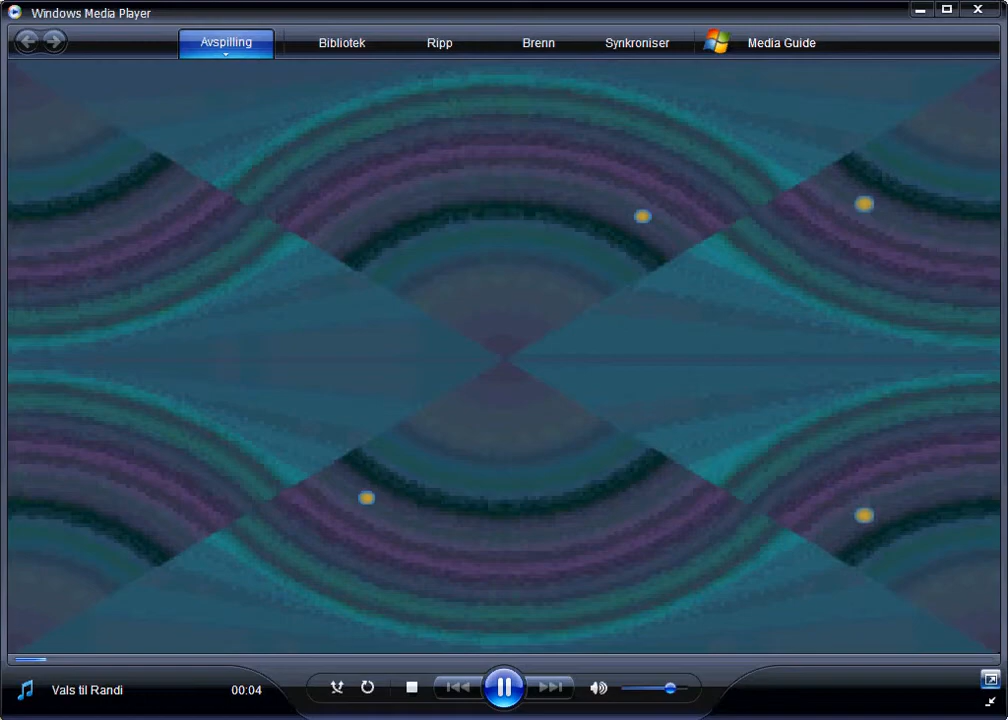 Windows Media Player
Avspilling Bibliotek Ripp Brenn Synkroniser Media Guide
Vals til Randi 00:04